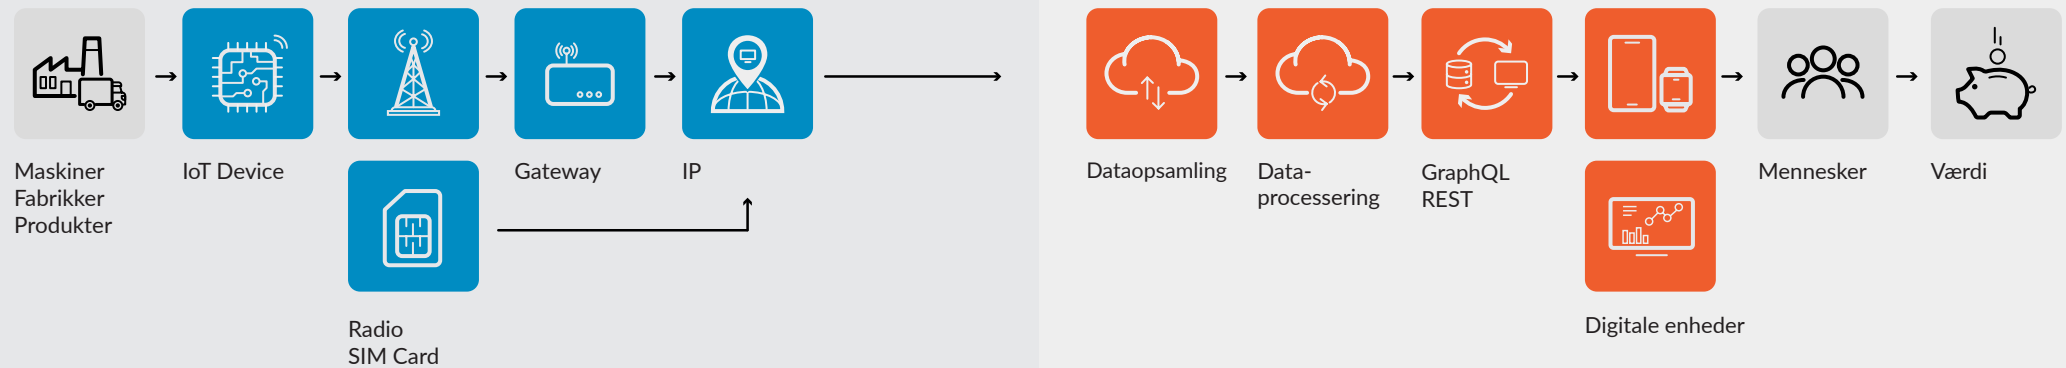 Maskiner
Fabrikker
Produkter
IoT Device
Radio
SIM Card
Gateway
IP
Dataopsamling
Data-
processering
GraphQL
REST
Digitale enheder
Mennesker
Værdi